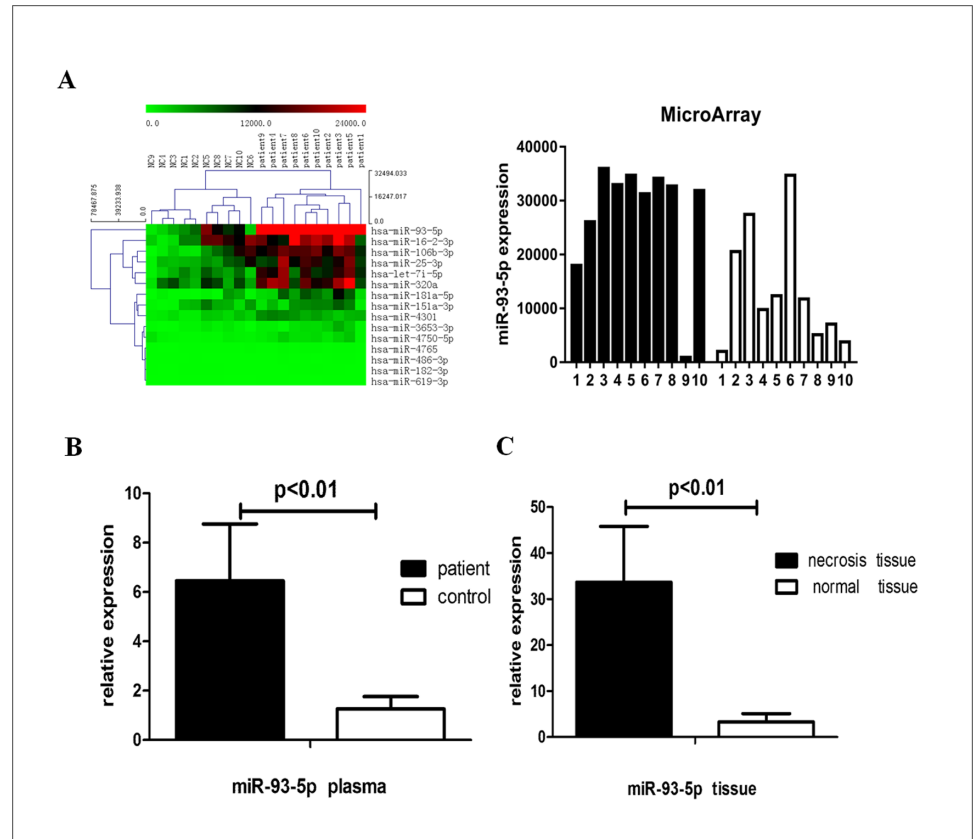 A
0.0 12000.0 24000.0
NC9
NC4
NC3
NC1
NC2
NC5
NC8
NC7
NC10
NC6
patient9
patient4
patient7
patient8
patient6
patient10
patient2
patient3
patient5
patient1
78467.875
39233.938
0.0
32494.033
16247.017
0.0
hsa-miR-93-5p
hsa-miR-16-2-3p
hsa-miR-106b-3p
hsa-miR-25-3p
hsa-let-7i-5p
hsa-miR-320a
hsa-miR-181a-5p
hsa-miR-151a-3p
hsa-miR-4301
hsa-miR-3653-3p
hsa-miR-4750-5p
hsa-miR-4765
hsa-miR-486-3p
hsa-miR-182-3p
hsa-miR-619-3p
MicroArray
miR-93-5p expression
40000
30000
20000
10000
0
1 2 3 4 5 6 7 8 9 10 1 2 3 4 5 6 7 8 9 10
B
p<0.01
relative expression
10
8
6
4
2
0
patient
control
miR-93-5p plasma
C
p<0.01
relative expression
50
40
30
20
10
0
necrosis tissue
normal tissue
miR-93-5p tissue